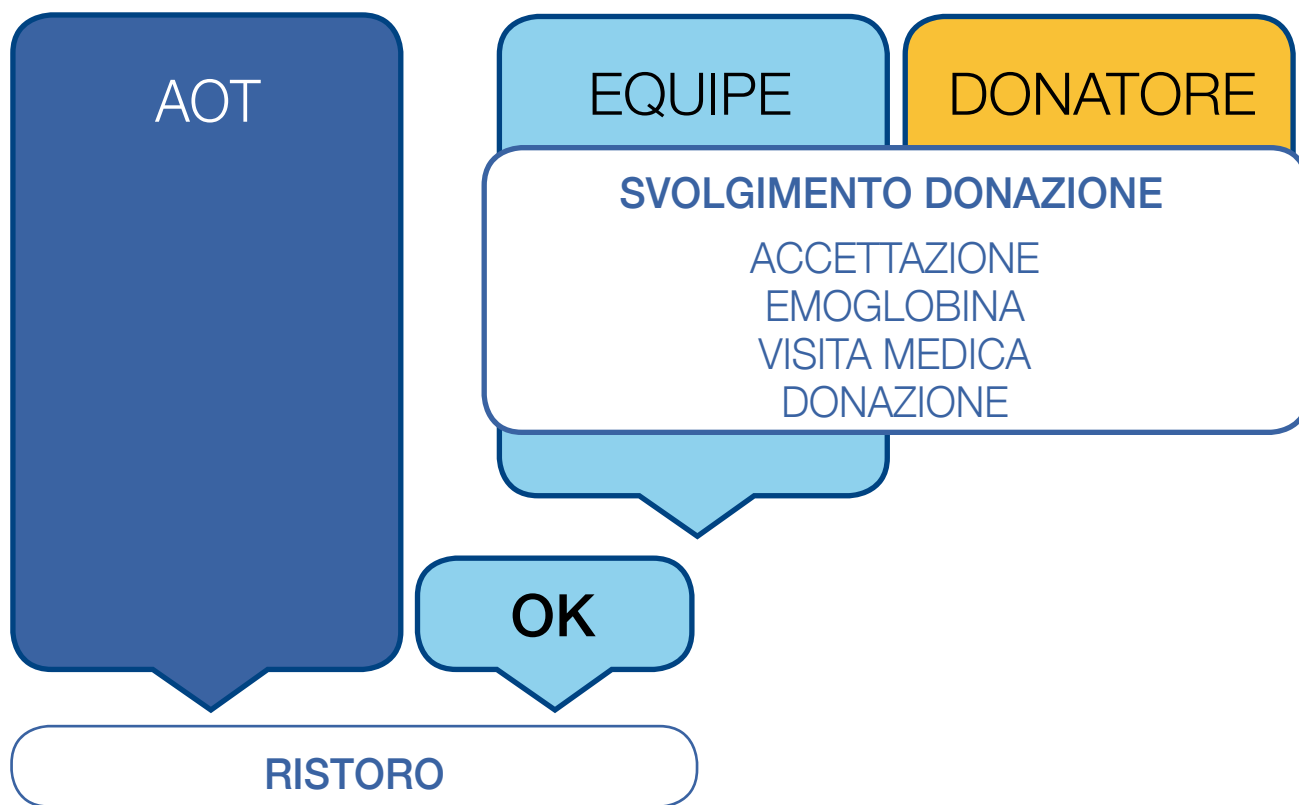 AOT
EQUIPE
DONATORE
SVOLGIMENTO DONAZIONE
ACCETTAZIONE
EMOGLOBINA
VISITA MEDICA
DONAZIONE
OK
RISTORO